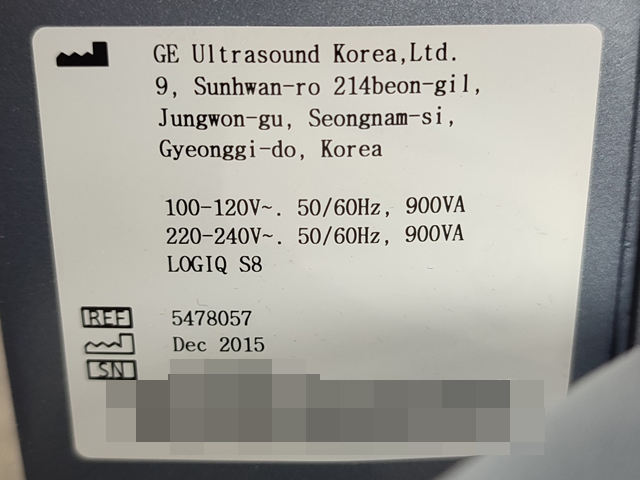 GE Ultrasound Korea,Ltd.
9, Sunhwan-ro 214beon-gil,
Jungwon-gu, Seongnam-si,
Gyeonggi-do, Korea
100-120V~. 50/60Hz, 900VA
220-240V~. 50/60Hz, 900VA
LOGIQ S8
REF 5478057
Dec 2015
SN